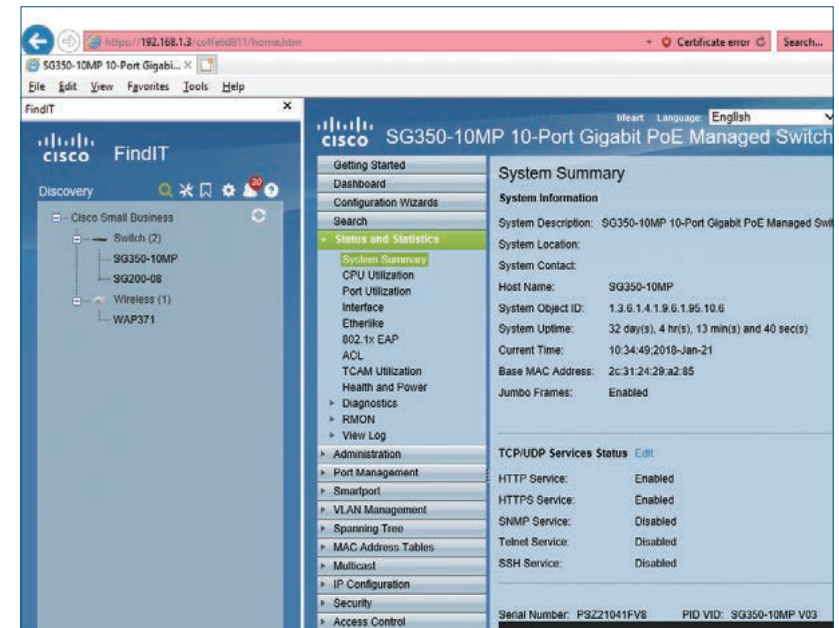 https://192.168.1.3/cs4fe6d811/home.htm
Certificate error
Search...
SG350-10MP 10-Port Gigabi...
File Edit View Favorites Tools Help
FindIT
CISCO FindIT
Discovery
30
Cisco Small Business
Switch (2)
SG350-10MP
SG200-08
Wireless (1)
WAP371
lifeart Language: English
CISCO SG350-10MP 10-Port Gigabit PoE Managed Switch
Getting Started
Dashboard
Configuration Wizards
Search
Status and Statistics
System Summary
CPU Utilization
Port Utilization
Interface
Etherlike
802.1x EAP
ACL
TCAM Utilization
Health and Power
Diagnostics
RMON
View Log
Administration
Port Management
Smartport
VLAN Management
Spanning Tree
MAC Address Tables
Multicast
IP Configuration
Security
Access Control
System Summary
System Information
System Description: SG350-10MP 10-Port Gigabit PoE Managed Swit
System Location:
System Contact:
Host Name: SG350-10MP
System Object ID: 1.3.6.1.4.1.9.6.1.95.10.6
System Uptime: 32 day(s), 4 hr(s), 13 min(s) and 40 sec(s)
Current Time: 10:34:49;2018-Jan-21
Base MAC Address: 2c:31:24:29:a2:85
Jumbo Frames: Enabled
TCP/UDP Services Status Edit
HTTP Service: Enabled
HTTPS Service: Enabled
SNMP Service: Disabled
Telnet Service: Disabled
SSH Service: Disabled
Serial Number: PSZ21041FV8 PID VID: SG350-10MP V03